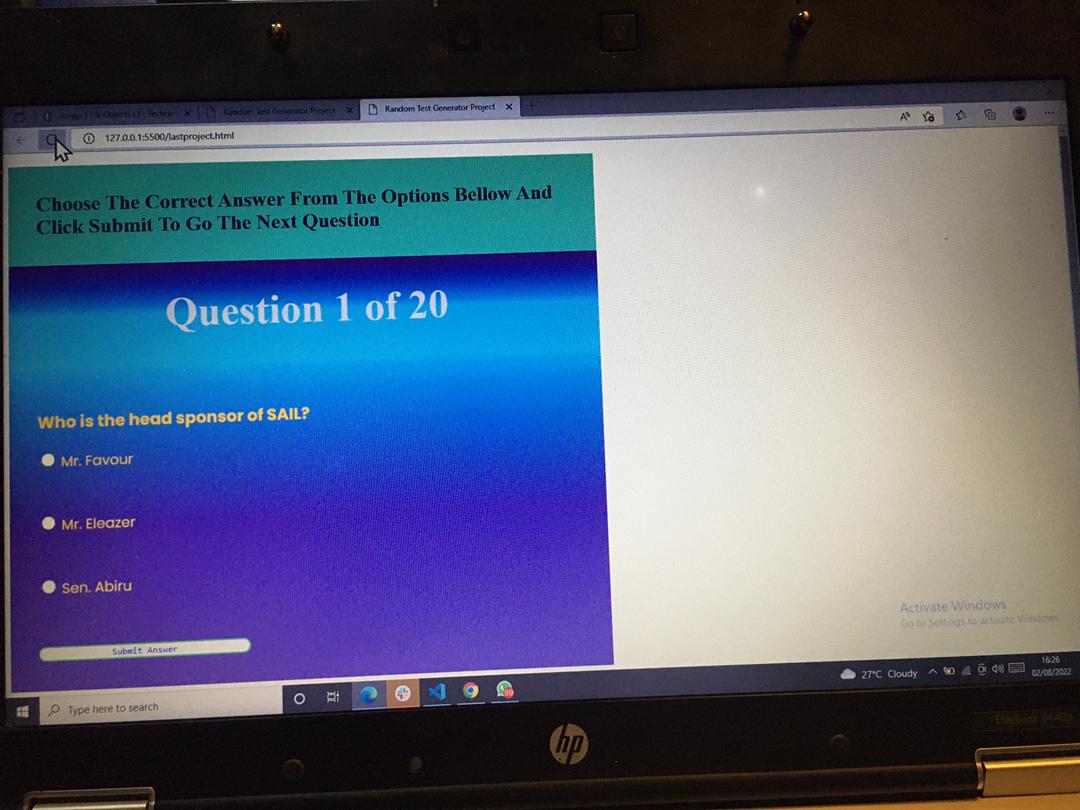 Arrays [ ] & Objects { } - Techcra
Random Test Generator Project
Random Test Generator Project
127.0.0.1:5500/lastproject.html
Choose The Correct Answer From The Options Bellow And
Click Submit To Go The Next Question
Question 1 of 20
Who is the head sponsor of SAIL?
Mr. Favour
Mr. Eleazer
Sen. Abiru
Submit Answer
Activate Windows
Go to Settings to activate Windows.
Type here to search
99
27°C Cloudy
16:26
02/08/2022
hp
EliteBook 8440p